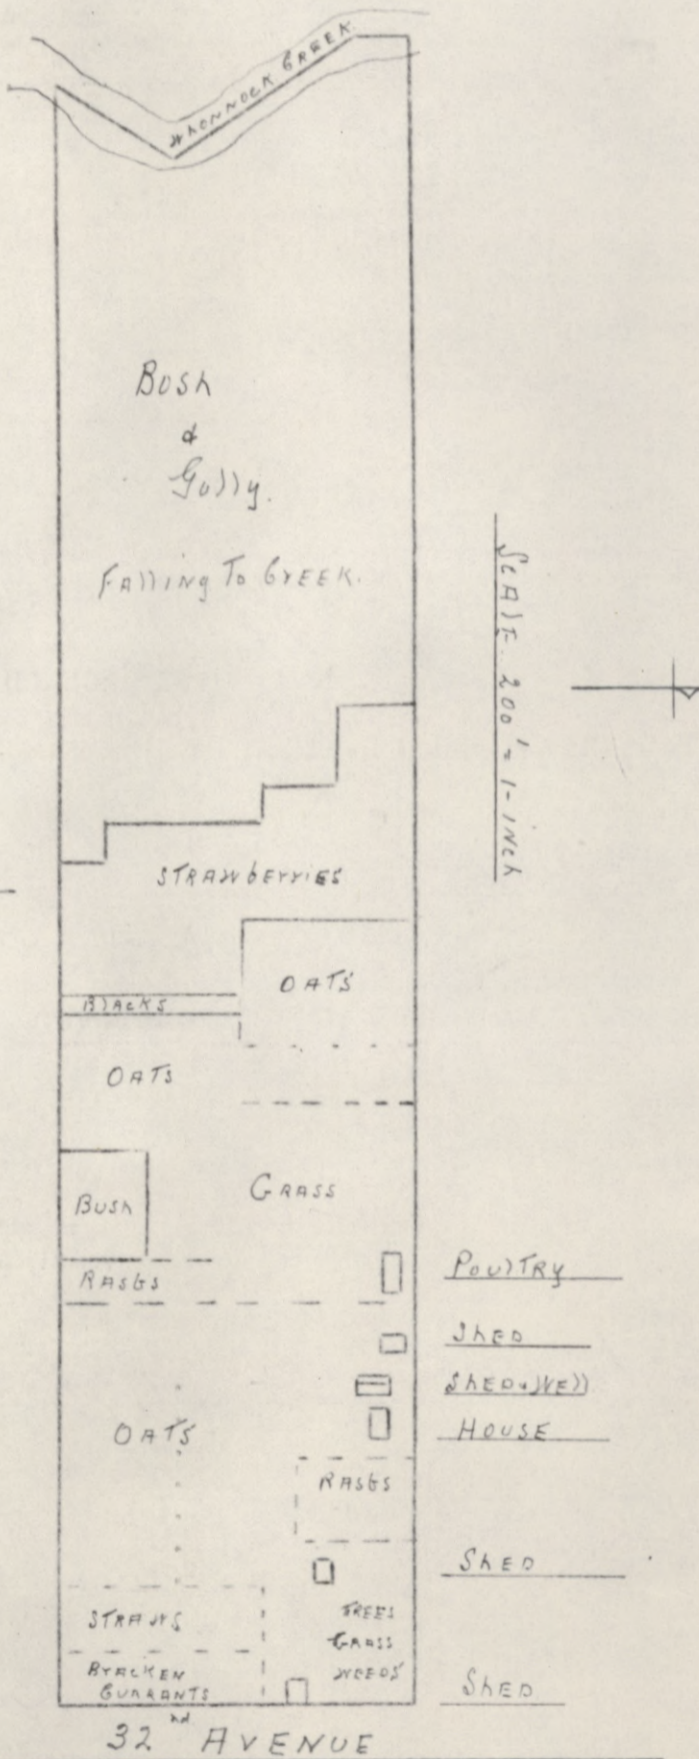 WHONNOCK CREEK
Bush
&
Gully.
Falling To Creek.
SCALE 200' = 1-inch
STRAWberries
OATS
Blacks
OATS
GRASS
Bush
RASbS
Poultry
Shed
Shed & Well
House
OATS
RASbS
Shed
STRAWS
TREES
GRASS
WEEDS
Bracken
Currants
Shed
32nd AVENUE